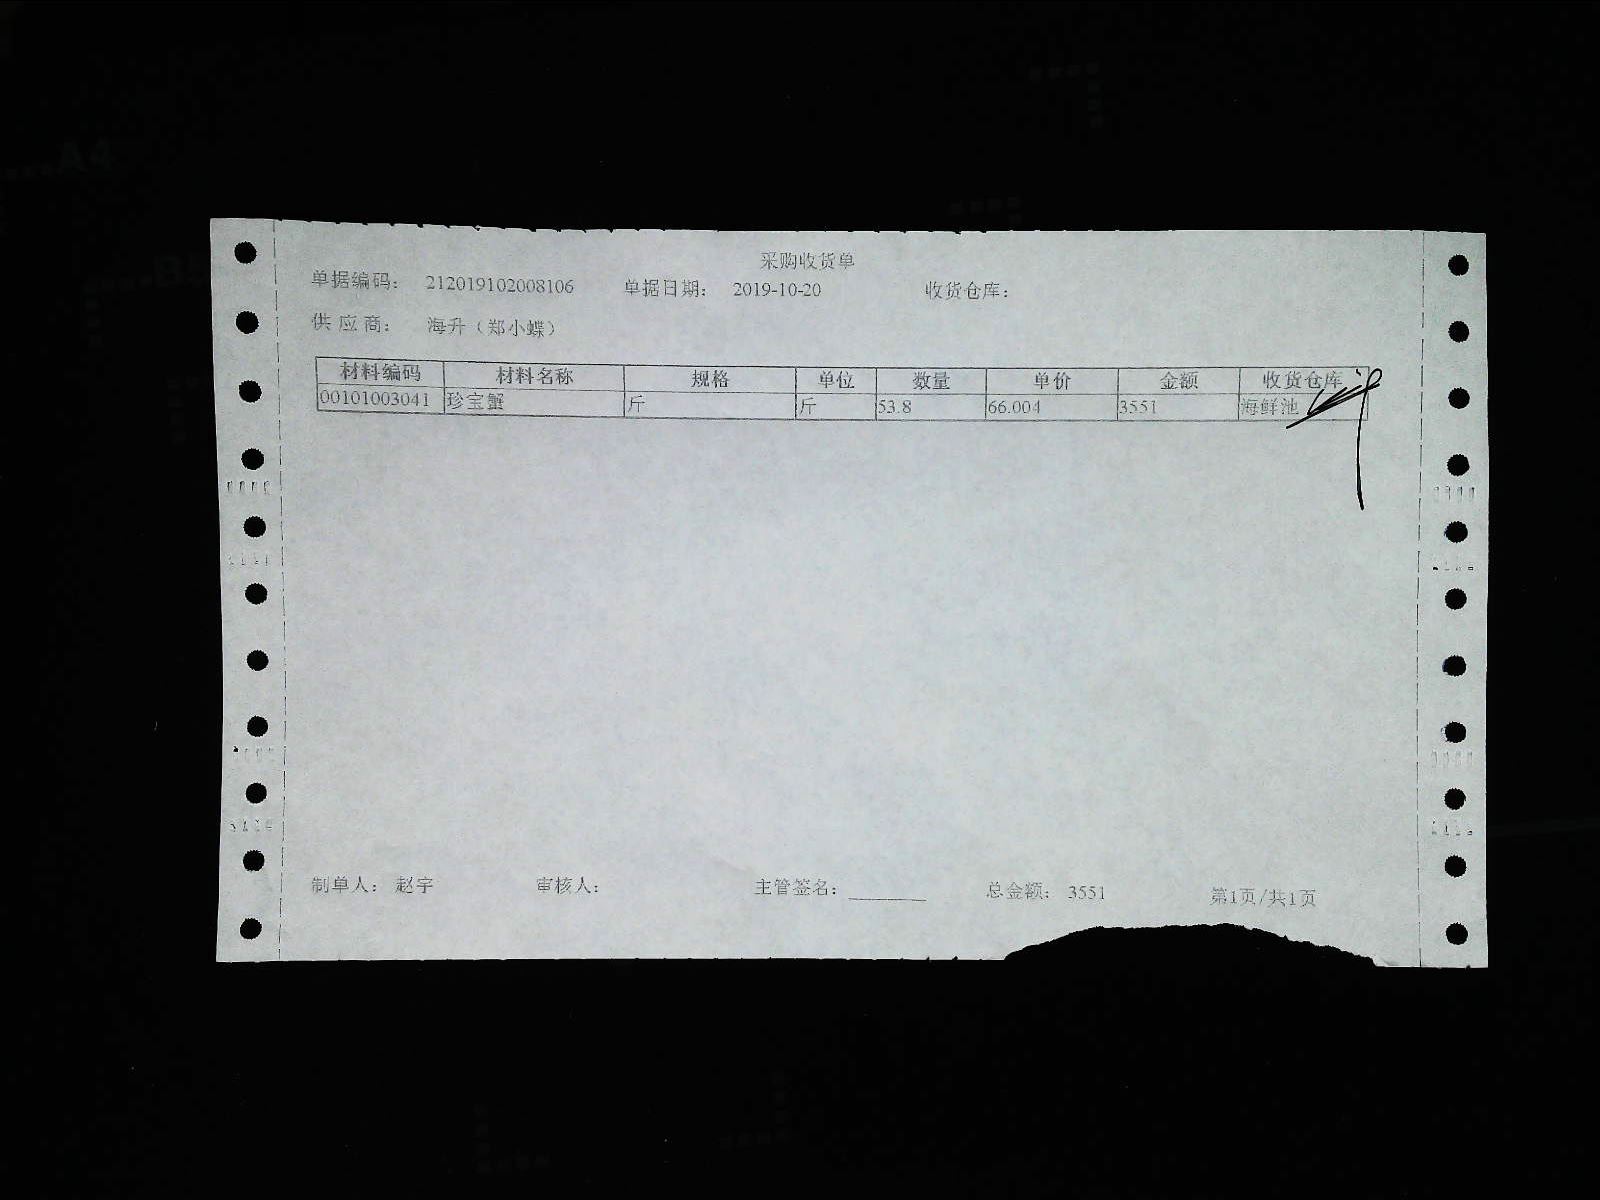 采购收货单
单据编码： 212019102008106 单据日期： 2019-10-20 收货仓库：
供 应 商： 海升（郑小蝶）
材料编码 材料名称 规格 单位 数量 单价 金额 收货仓库
00101003041 珍宝蟹 斤 斤 53.8 66.004 3551 海鲜池
制单人： 赵宇 审核人： 主管签名： 总金额： 3551 第1页/共1页